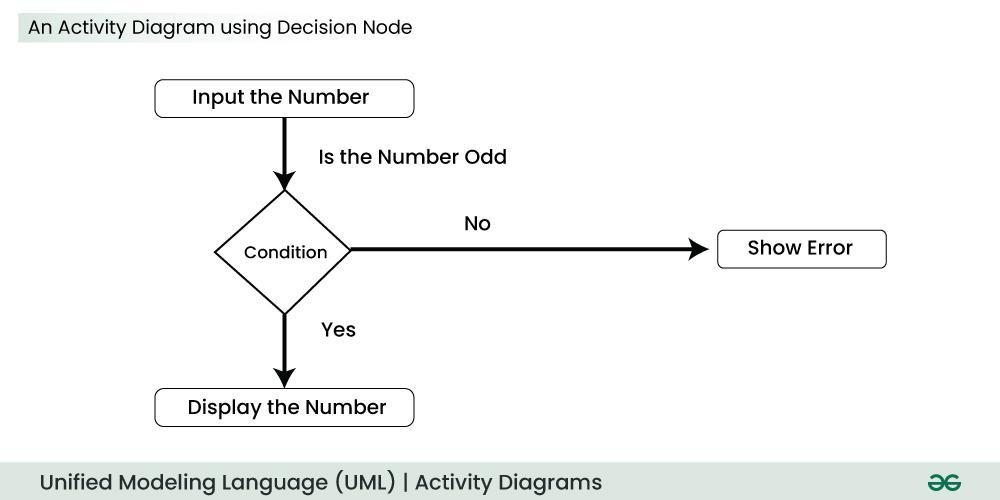 An Activity Diagram using Decision Node
Input the Number
Is the Number Odd
No
Condition
Show Error
Yes
Display the Number
Unified Modeling Language (UML) | Activity Diagrams